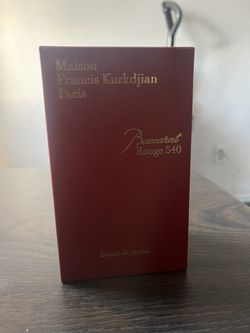 Maison
Francis Kurkdjian
Paris
Baccarat
Rouge 540
Extrait de parfum